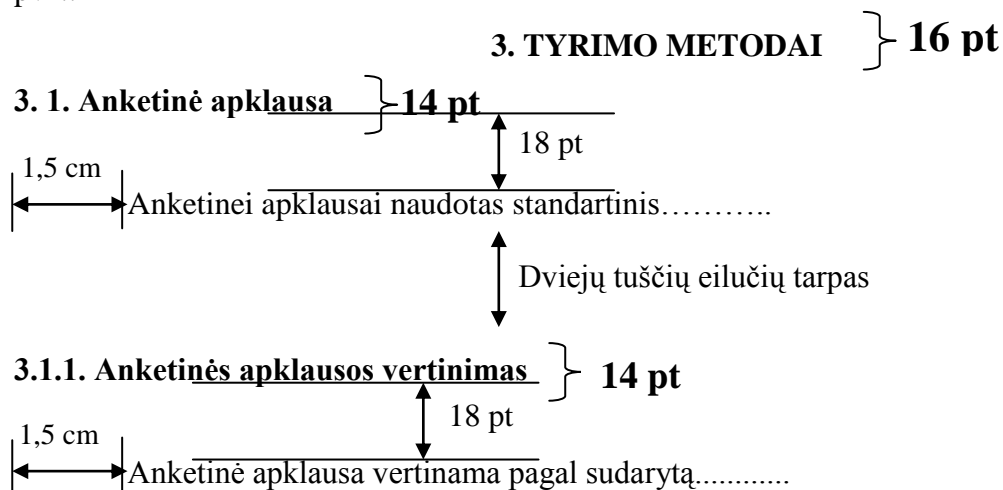 3. TYRIMO METODAI 16 pt
3. 1. Anketinė apklausa 14 pt
18 pt
1,5 cm
Anketinei apklausai naudotas standartinis………..
Dviejų tuščių eilučių tarpas
3.1.1. Anketinės apklausos vertinimas 14 pt
18 pt
1,5 cm
Anketinė apklausa vertinama pagal sudarytą............